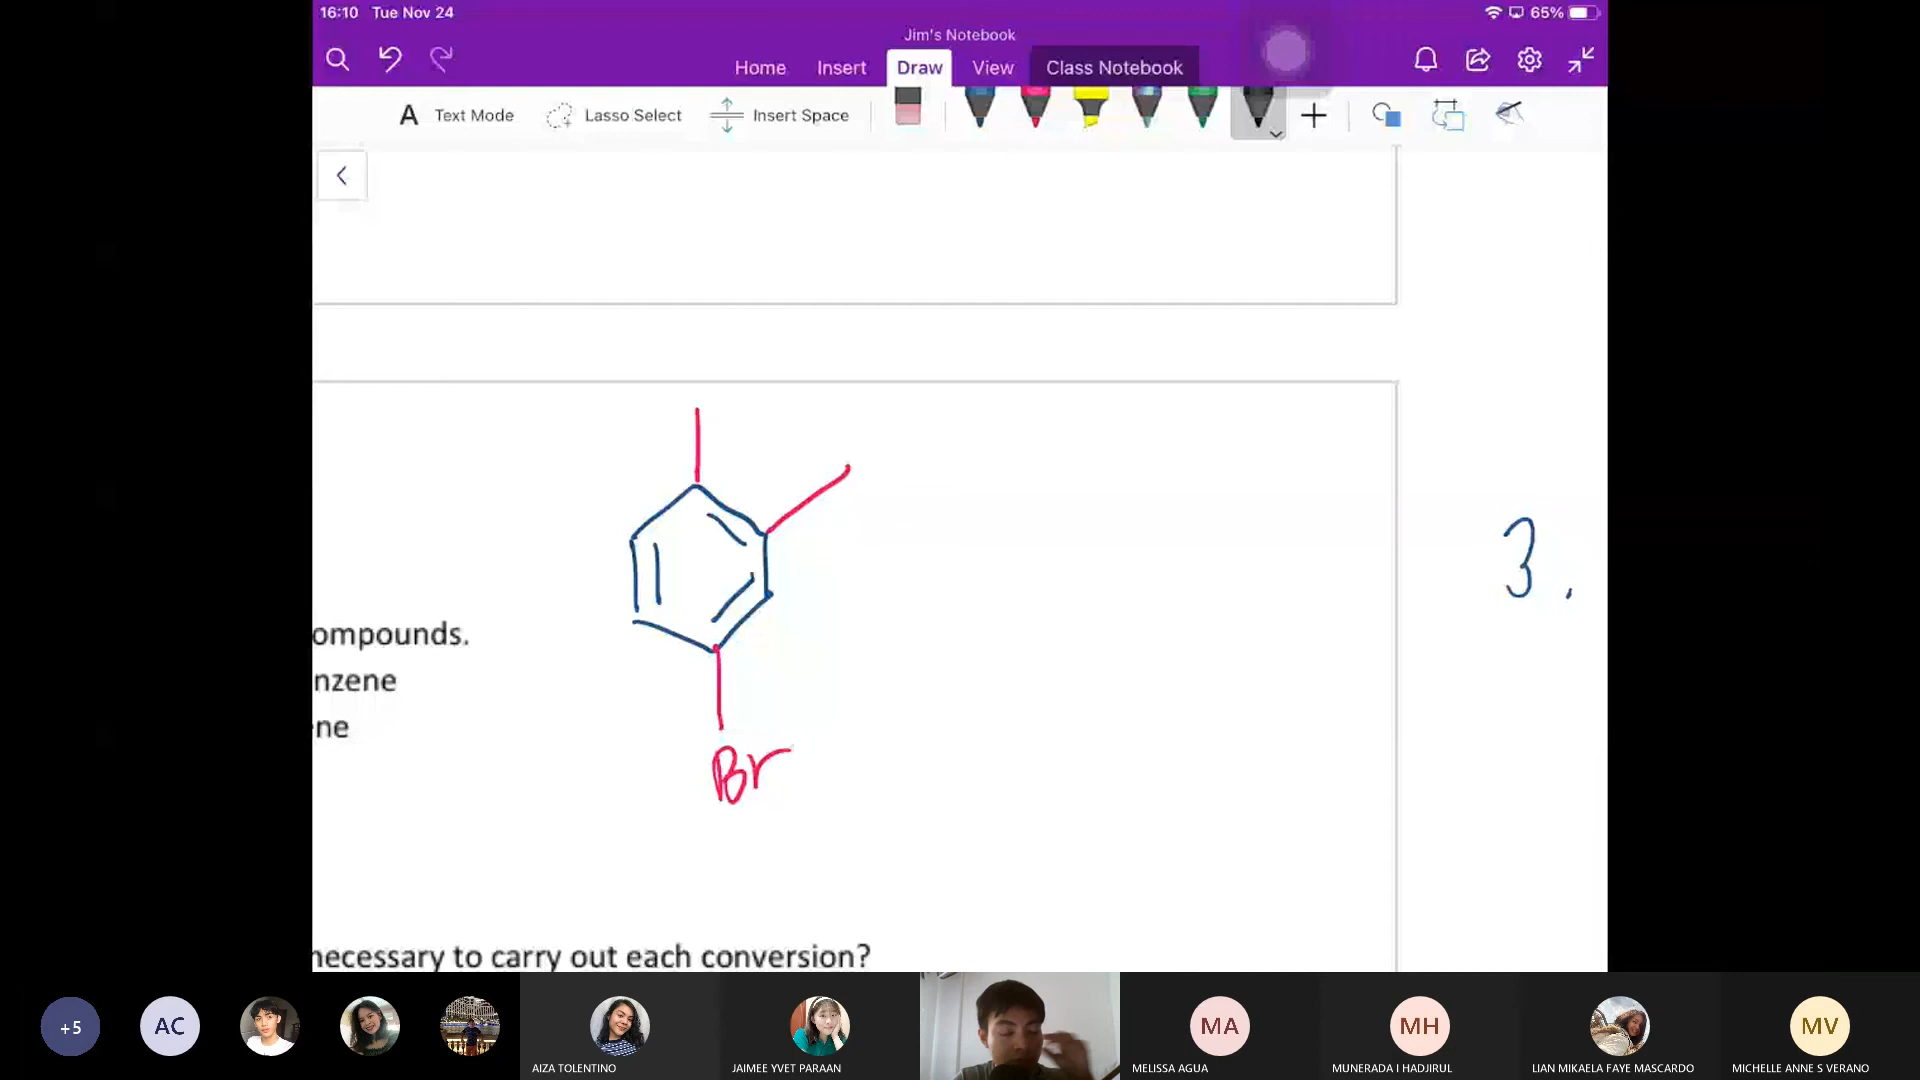 16:10 Tue Nov 24
65%
Jim's Notebook
Home Insert Draw View Class Notebook
A Text Mode Lasso Select Insert Space
3.
ompounds.
nzene
ne
Br
necessary to carry out each conversion?
+5 AC MA MH MV
AIZA TOLENTINO JAIMEE YVET PARAAN MELISSA AGUA MUNERADA I HADJIRUL LIAN MIKAELA FAYE MASCARDO MICHELLE ANNE S VERANO